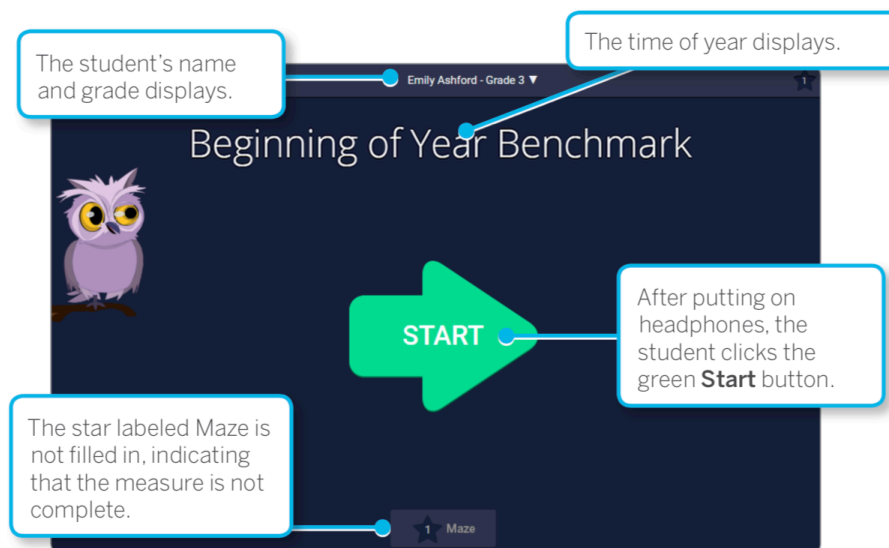 The student's name
and grade displays.
The time of year displays.
Emily Ashford - Grade 3 ▼
1
Beginning of Year Benchmark
START
After putting on
headphones, the
student clicks the
green Start button.
The star labeled Maze is
not filled in, indicating
that the measure is not
complete.
1 Maze